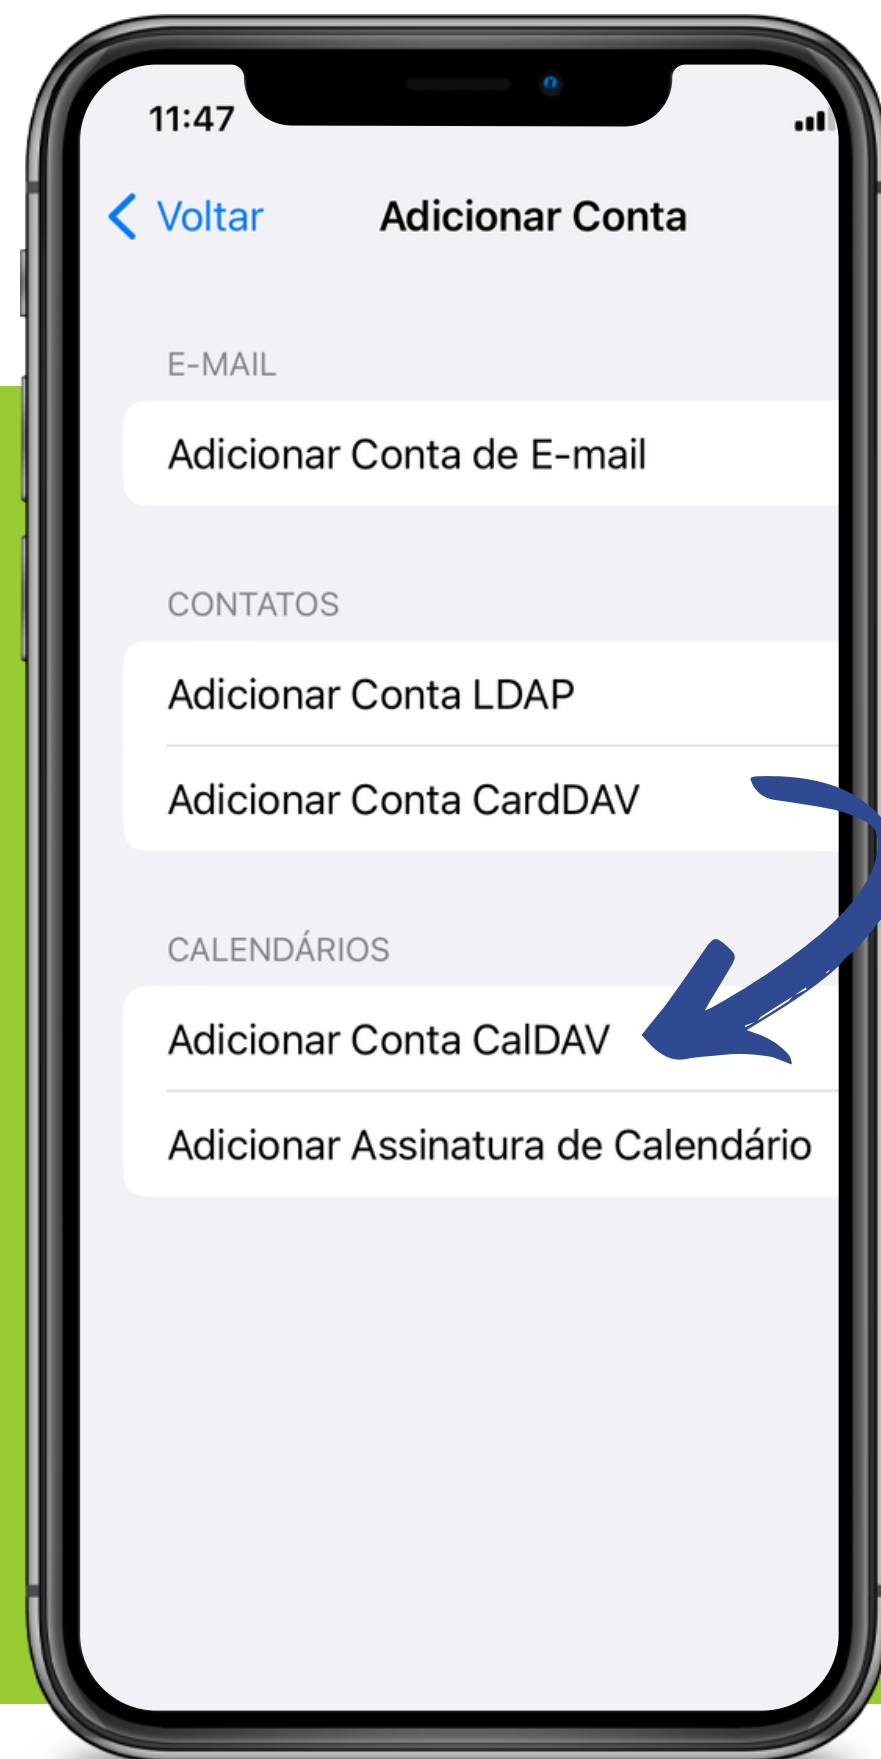 11:47
Voltar
Adicionar Conta
E-MAIL
Adicionar Conta de E-mail
CONTATOS
Adicionar Conta LDAP
Adicionar Conta CardDAV
CALENDÁRIOS
Adicionar Conta CalDAV
Adicionar Assinatura de Calendário